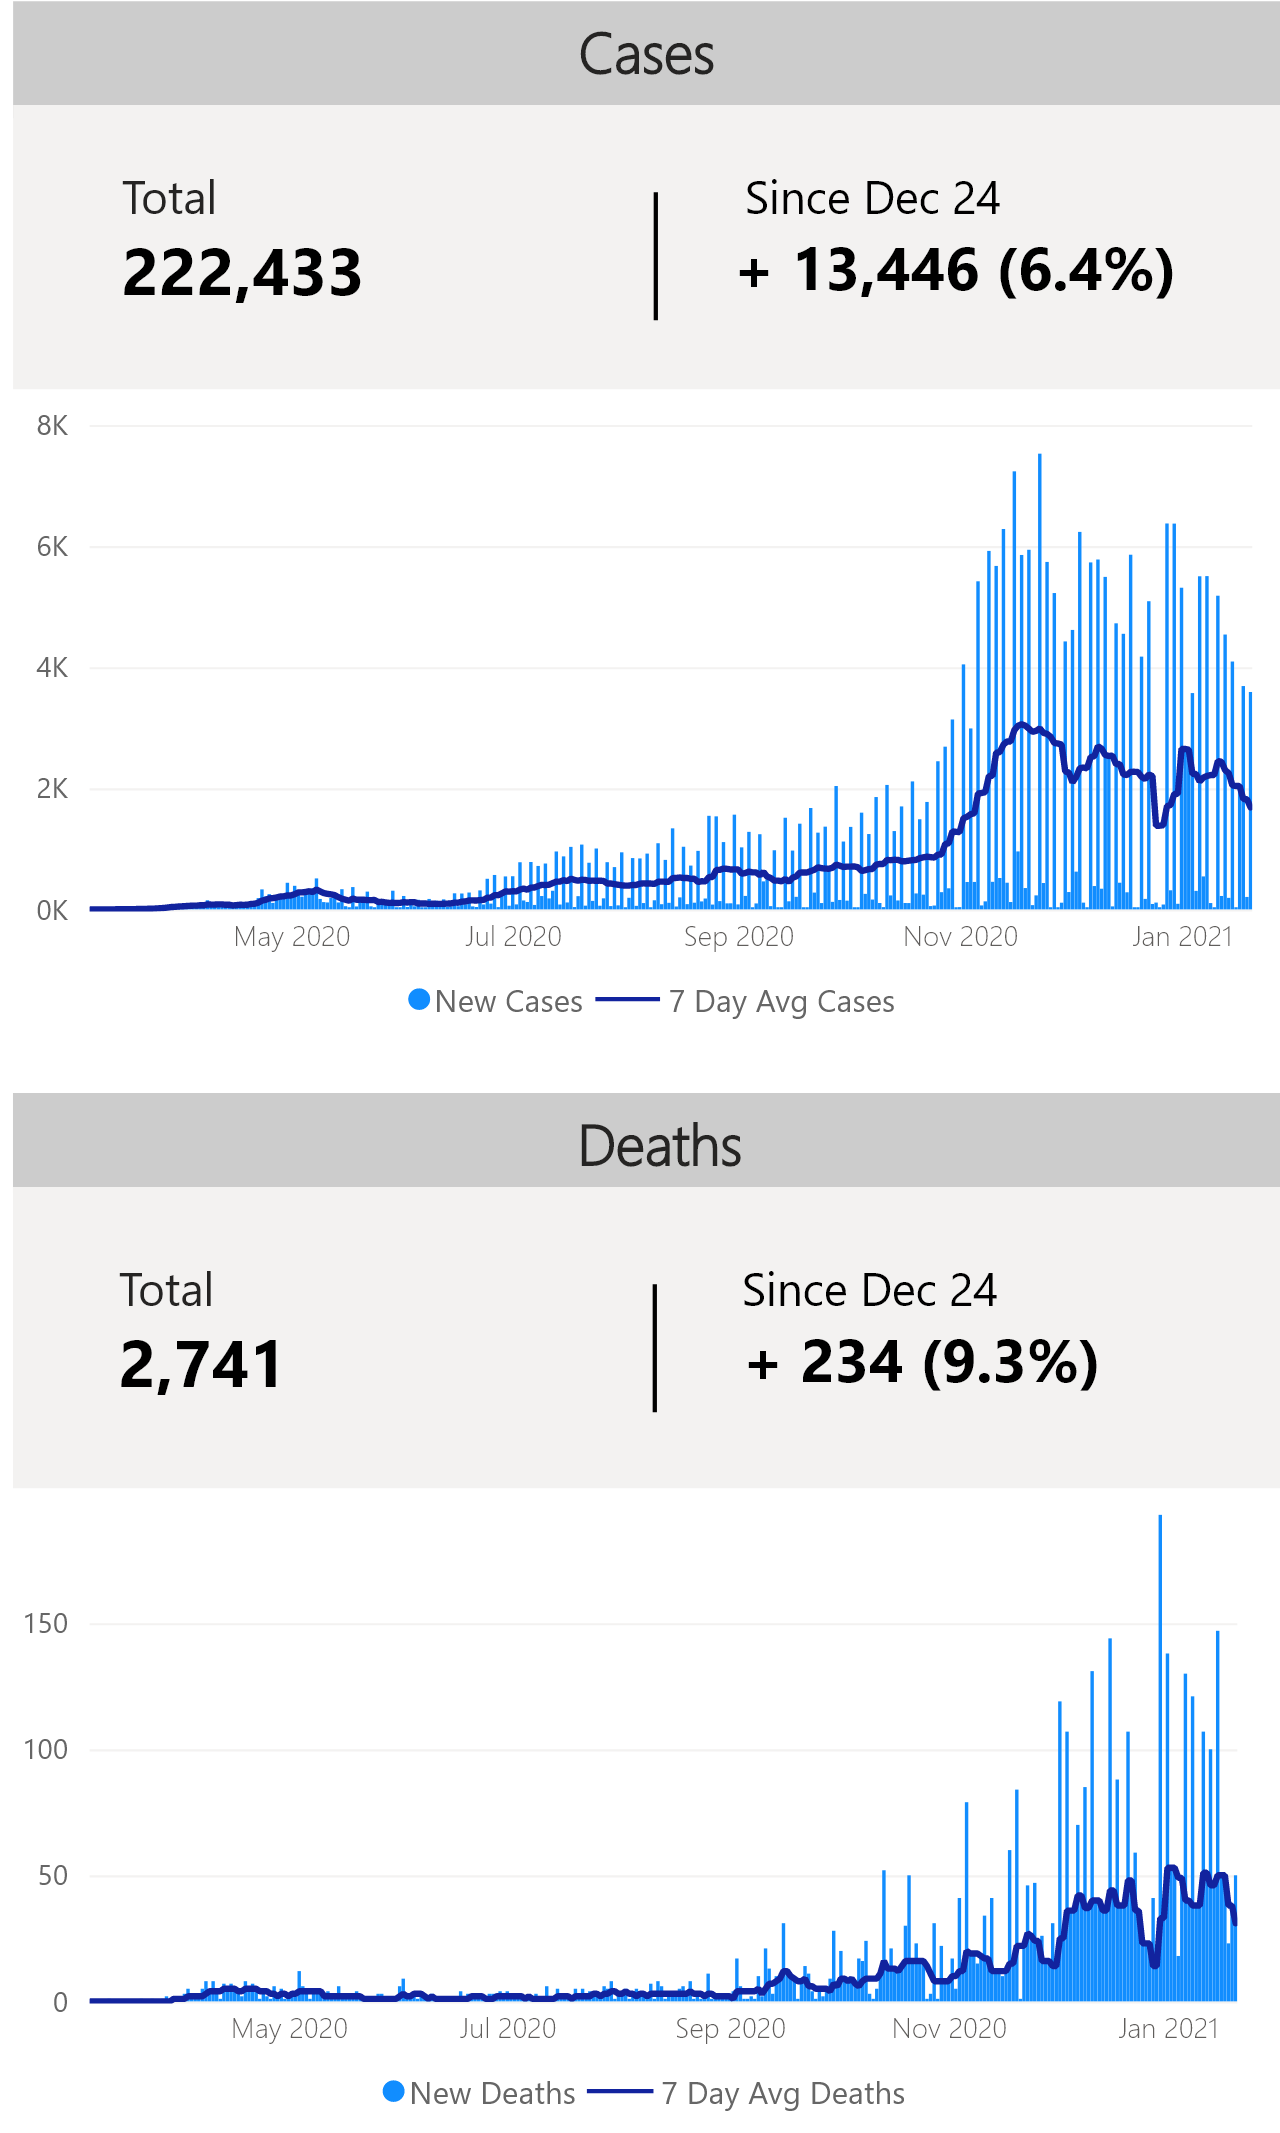 Cases
Total
Since Dec 24
222,433
+ 13,446 (6.4%)
8K
6K
4K
2K
0K
May 2020
Jul 2020
Sep 2020
Nov 2020
Jan 2021
New Cases
7 Day Avg Cases
Deaths
Total
Since Dec 24
2,741
+ 234 (9.3%)
150
100
50
0
May 2020
Jul 2020
Sep 2020
Nov 2020
Jan 2021
New Deaths
7 Day Avg Deaths